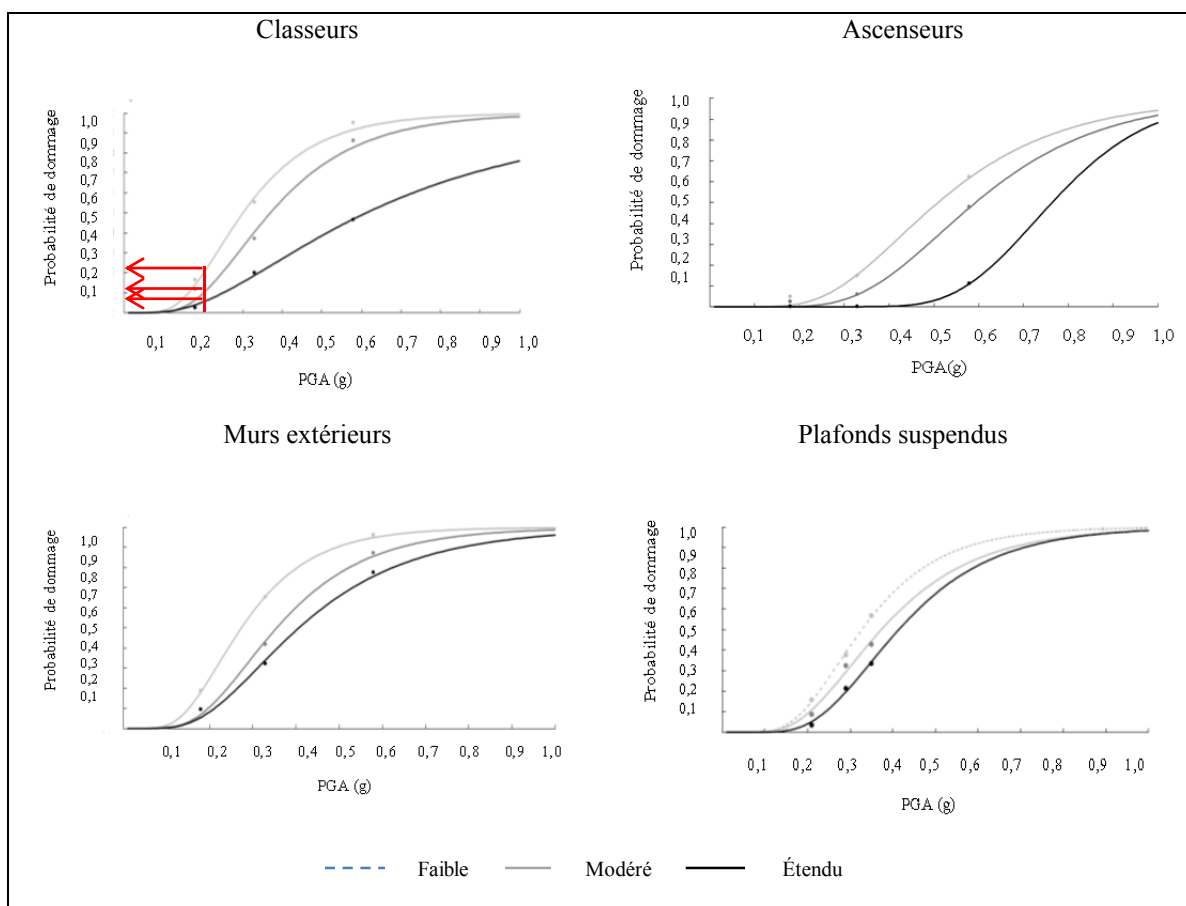 Classeurs
Probabilité de dommage
1,0
0,9
0,8
0,7
0,6
0,5
0,4
0,3
0,2
0,1
0,1 0,2 0,3 0,4 0,5 0,6 0,7 0,8 0,9 1,0
PGA (g)
Ascenseurs
Probabilité de dommage
1,0
0,9
0,8
0,7
0,6
0,5
0,4
0,3
0,2
0,1
0,1 0,2 0,3 0,4 0,5 0,6 0,7 0,8 0,9 1,0
PGA(g)
Murs extérieurs
Probabilité de dommage
1,0
0,9
0,8
0,7
0,6
0,5
0,4
0,3
0,2
0,1
0,1 0,2 0,3 0,4 0,5 0,6 0,7 0,8 0,9 1,0
PGA (g)
Plafonds suspendus
Probabilité de dommage
1,0
0,9
0,8
0,7
0,6
0,5
0,4
0,3
0,2
0,1
0,1 0,2 0,3 0,4 0,5 0,6 0,7 0,8 0,9 1,0
PGA (g)
Faible Modéré Étendu